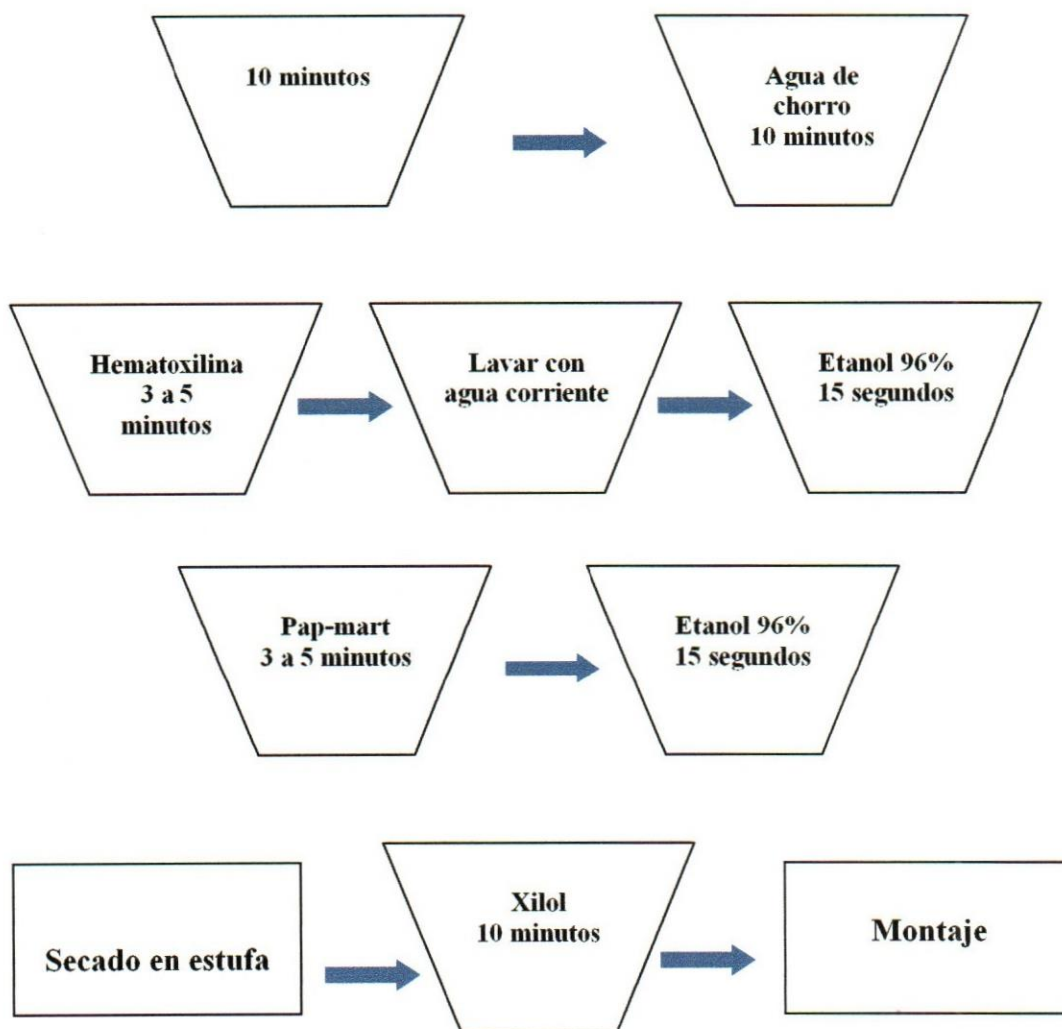 10 minutos
Agua de
chorro
10 minutos
Hematoxilina
3 a 5
minutos
Lavar con
agua corriente
Etanol 96%
15 segundos
Pap-mart
3 a 5 minutos
Etanol 96%
15 segundos
Secado en estufa
Xilol
10 minutos
Montaje